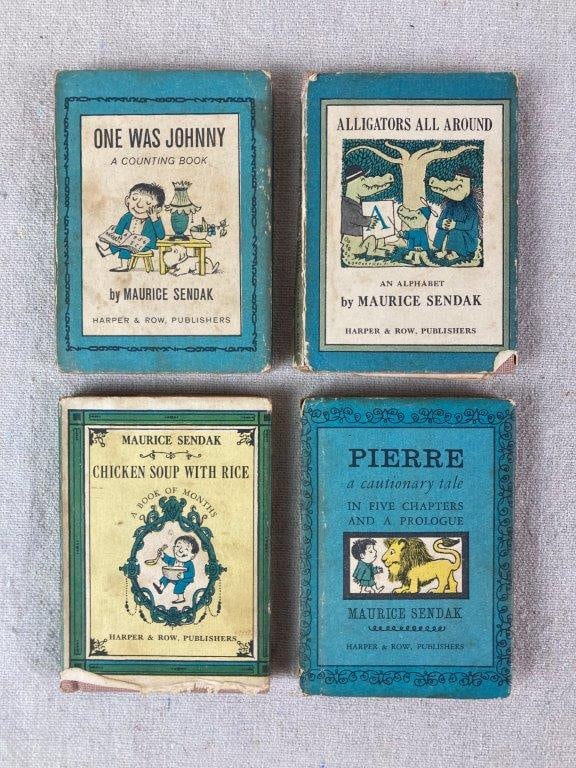 ONE WAS JOHNNY
A COUNTING BOOK
by MAURICE SENDAK
HARPER & ROW, PUBLISHERS
ALLIGATORS ALL AROUND
A
AN ALPHABET
by MAURICE SENDAK
HARPER & ROW, PUBLISHERS
MAURICE SENDAK
CHICKEN SOUP WITH RICE
A BOOK OF MONTHS
HARPER & ROW, PUBLISHERS
PIERRE
a cautionary tale
IN FIVE CHAPTERS
AND A PROLOGUE
MAURICE SENDAK
HARPER & ROW, PUBLISHERS